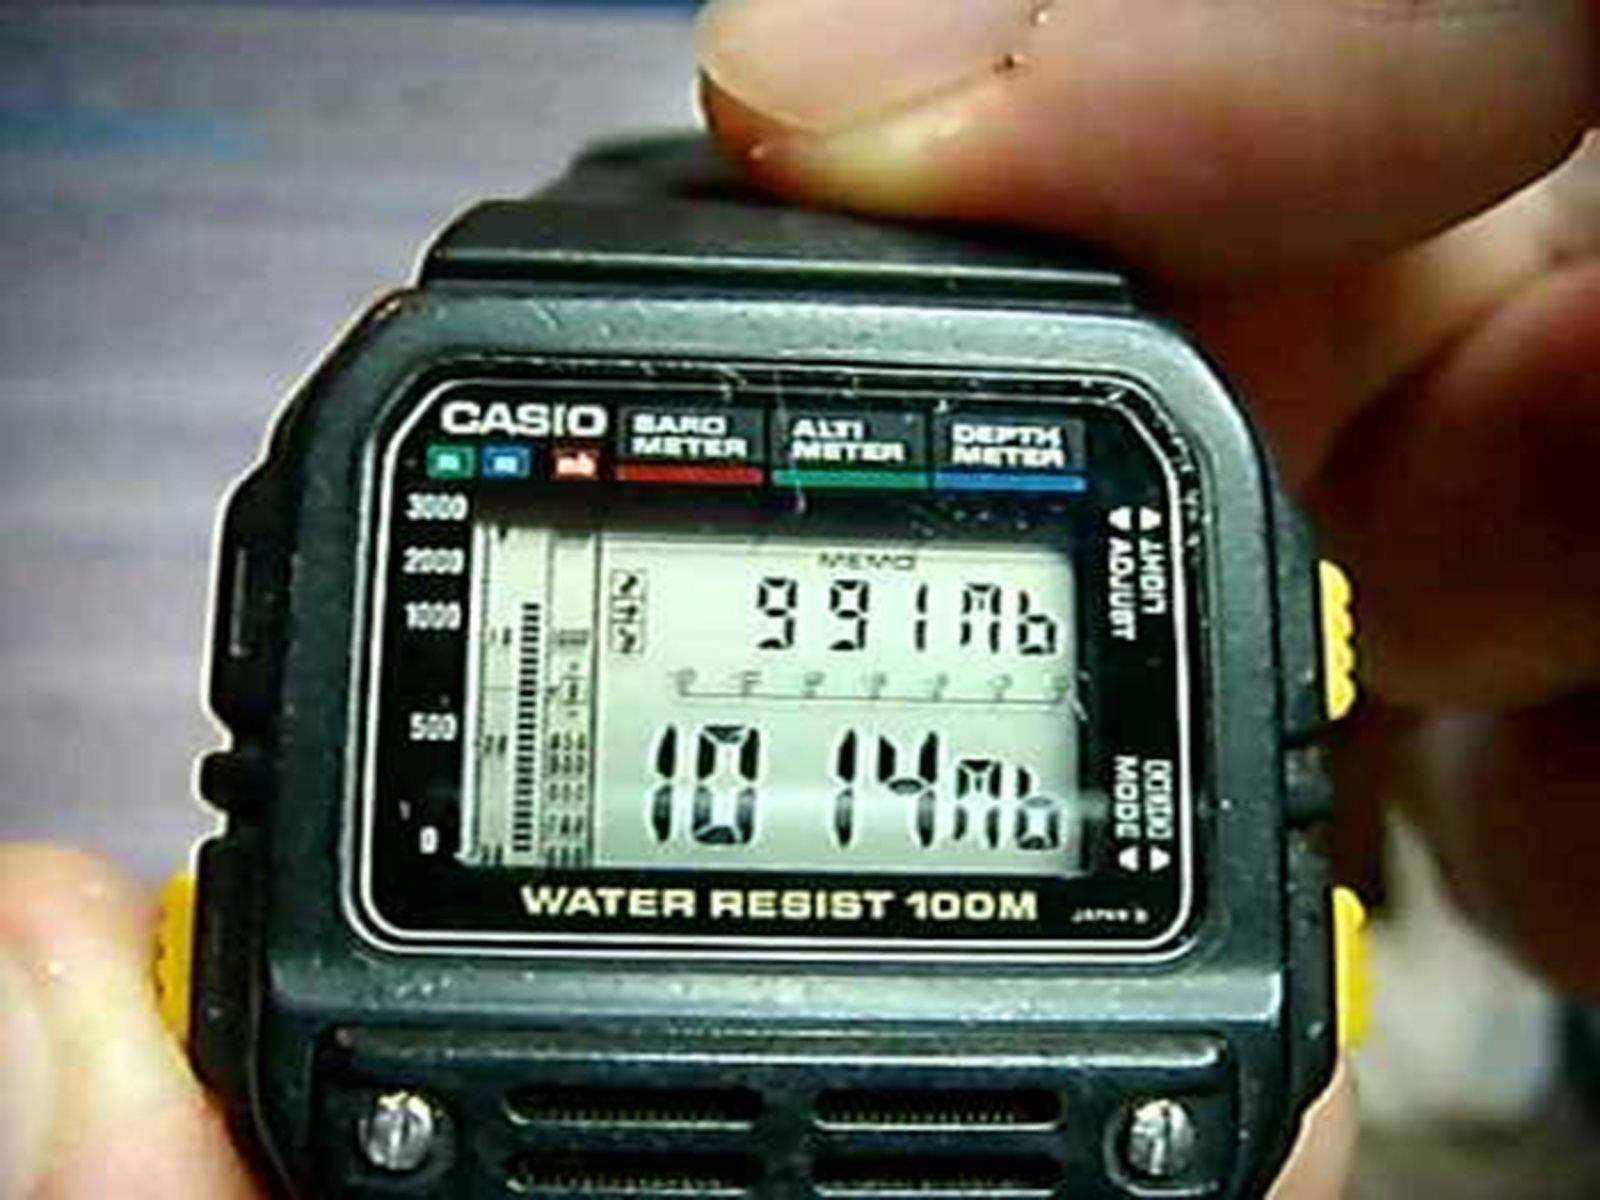 CASIO
BARO METER
ALTI METER
DEPTH METER
m m mb
3000
2000
1000
500
0
MEMO
991mb
1014mb
LIGHT
ADJUST
MODE
WATER RESIST 100M
JAPAN B